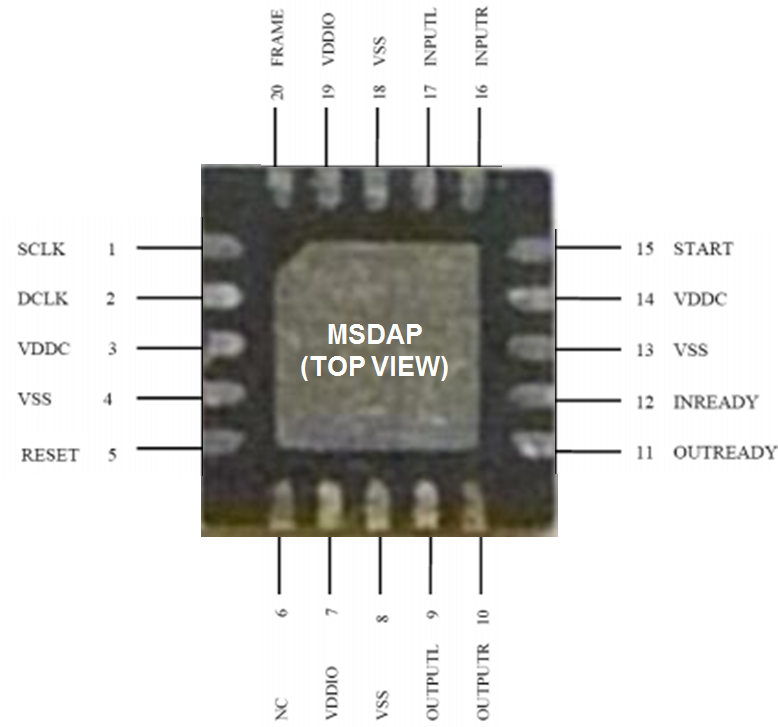 20 FRAME
19 VDDIO
18 VSS
17 INPUTL
16 INPUTR
SCLK 1
DCLK 2
VDDC 3
VSS 4
RESET 5
MSDAP
(TOP VIEW)
15 START
14 VDDC
13 VSS
12 INREADY
11 OUTREADY
NC 6
VDDIO 7
VSS 8
OUTPUTL 9
OUTPUTR 10